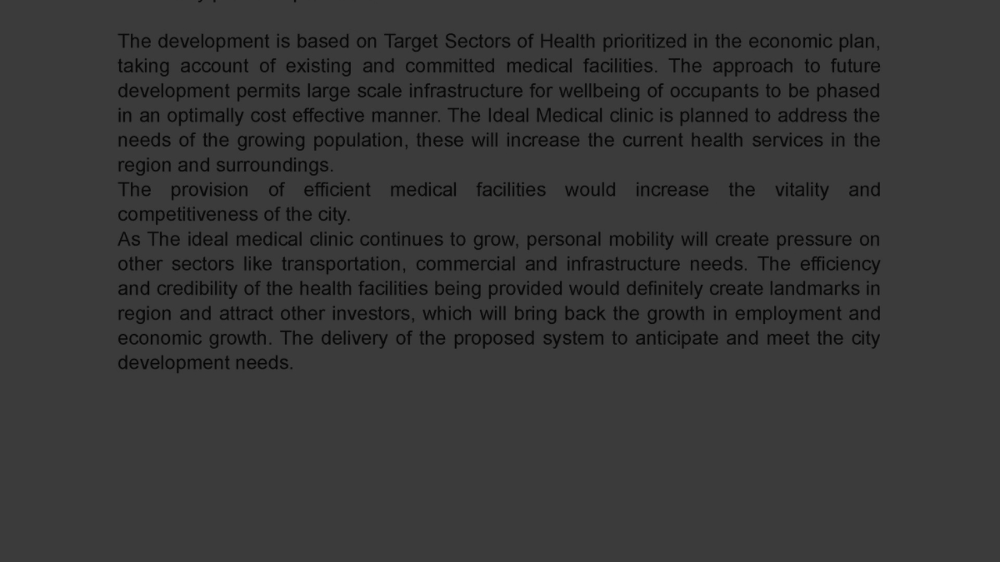 The development is based on Target Sectors of Health prioritized in the economic plan,
taking account of existing and committed medical facilities. The approach to future
development permits large scale infrastructure for wellbeing of occupants to be phased
in an optimally cost effective manner. The Ideal Medical clinic is planned to address the
needs of the growing population, these will increase the current health services in the
region and surroundings.
The provision of efficient medical facilities would increase the vitality and
competitiveness of the city.
As The ideal medical clinic continues to grow, personal mobility will create pressure on
other sectors like transportation, commercial and infrastructure needs. The efficiency
and credibility of the health facilities being provided would definitely create landmarks in
region and attract other investors, which will bring back the growth in employment and
economic growth. The delivery of the proposed system to anticipate and meet the city
development needs.